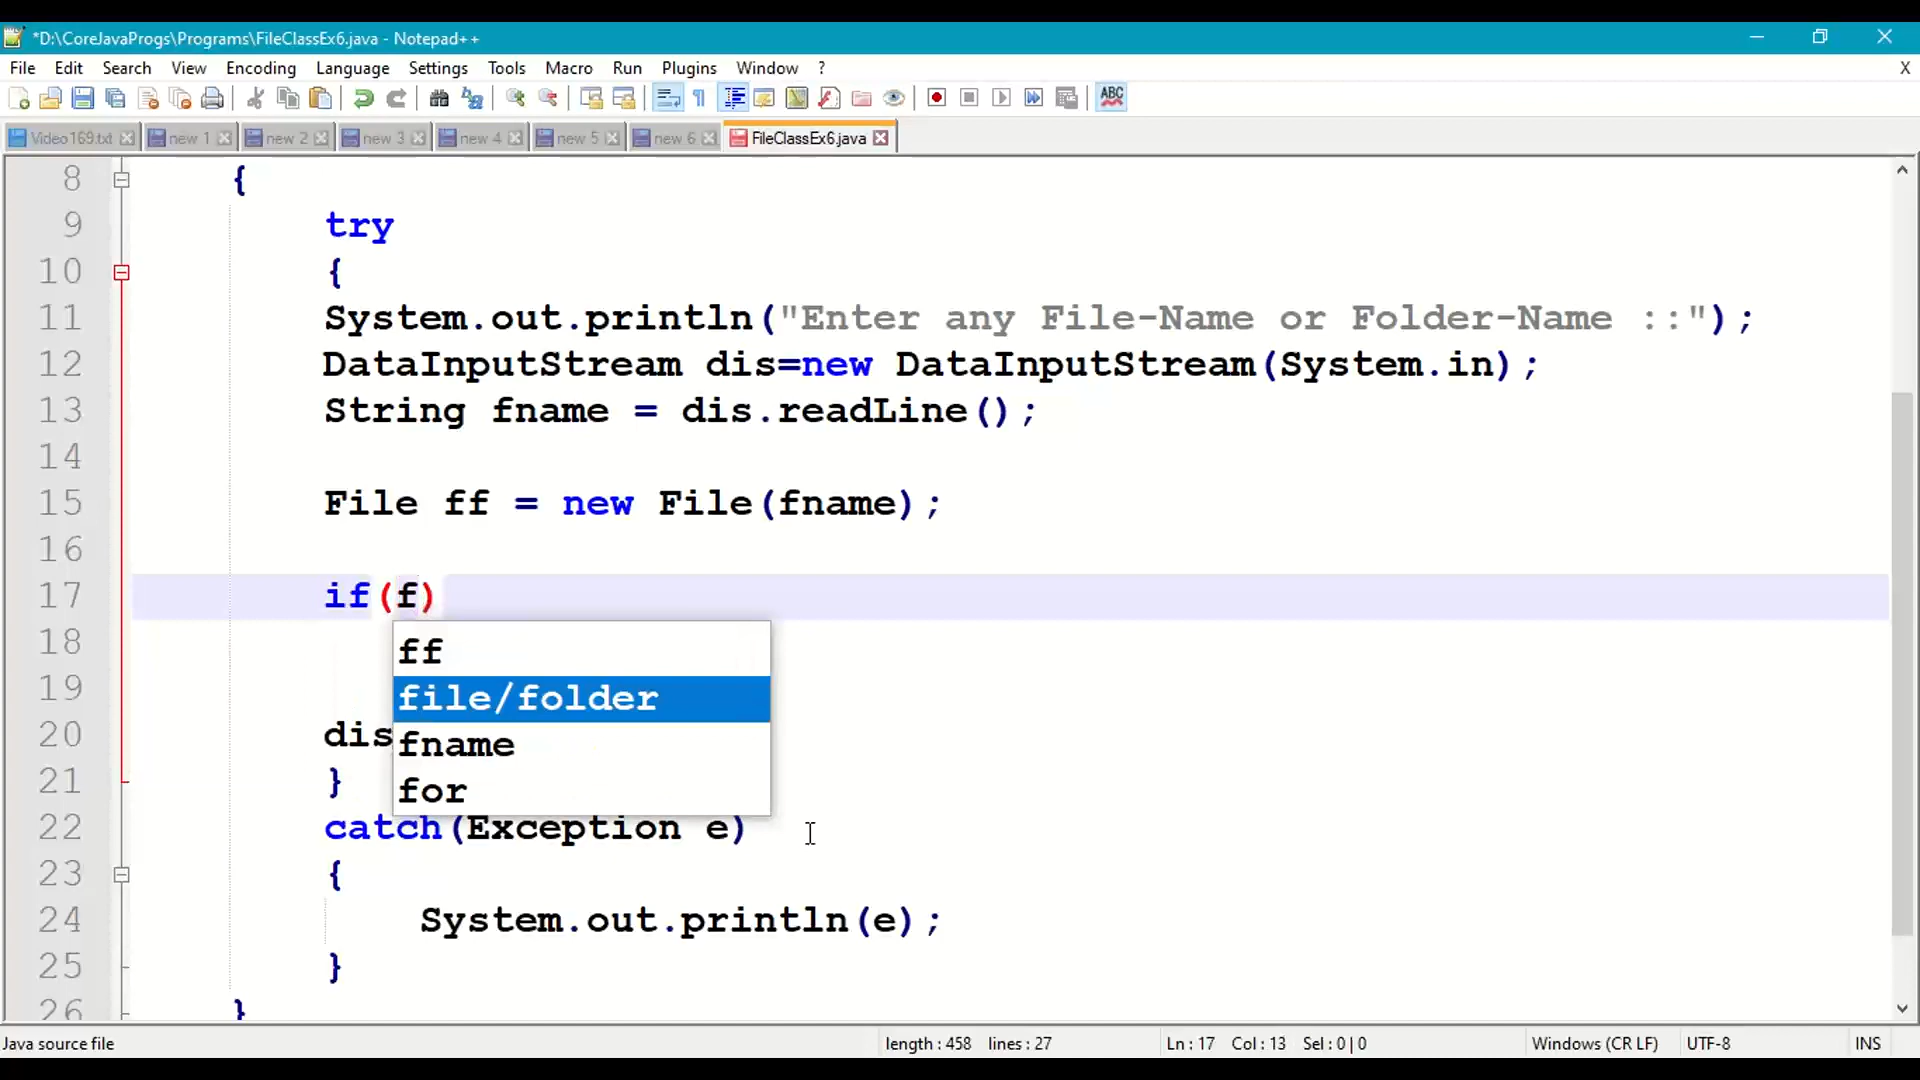 *D:\CoreJavaProgs\Programs\FileClassEx6.java - Notepad++
File Edit Search View Encoding Language Settings Tools Macro Run Plugins Window ? X
ABC
Video169.txt new 1 new 2 new 3 new 4 new 5 new 6 FileClassEx6.java
8 {
9 try
10 {
11 System.out.println("Enter any File-Name or Folder-Name ::");
12 DataInputStream dis=new DataInputStream(System.in);
13 String fname = dis.readLine();
14
15 File ff = new File(fname);
16
17 if(f)
18 ff
19 file/folder
20 dis fname
21 } for
22 catch(Exception e)
23 {
24 System.out.println(e);
25 }
26 }
Java source file length : 458 lines : 27 Ln : 17 Col : 13 Sel : 0 | 0 Windows (CR LF) UTF-8 INS